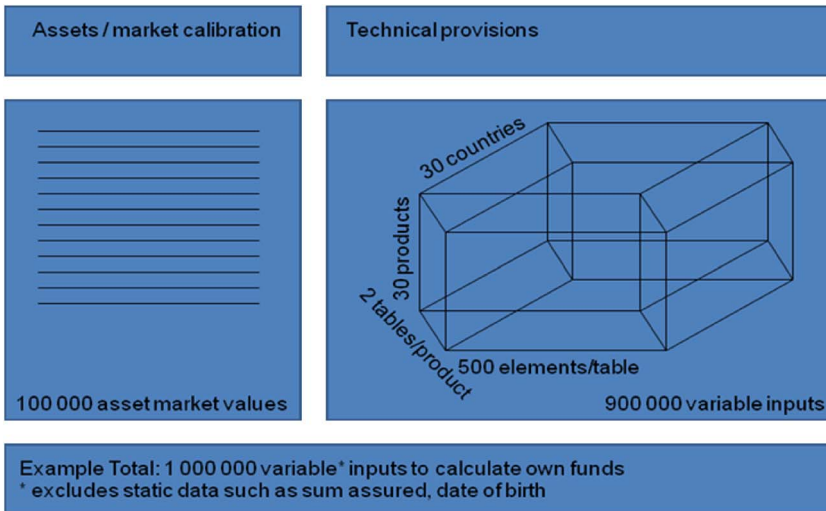 Assets / market calibration
Technical provisions
30 countries
30 products
2 tables/product
500 elements/table
100 000 asset market values
900 000 variable inputs
Example Total: 1 000 000 variable* inputs to calculate own funds
* excludes static data such as sum assured, date of birth